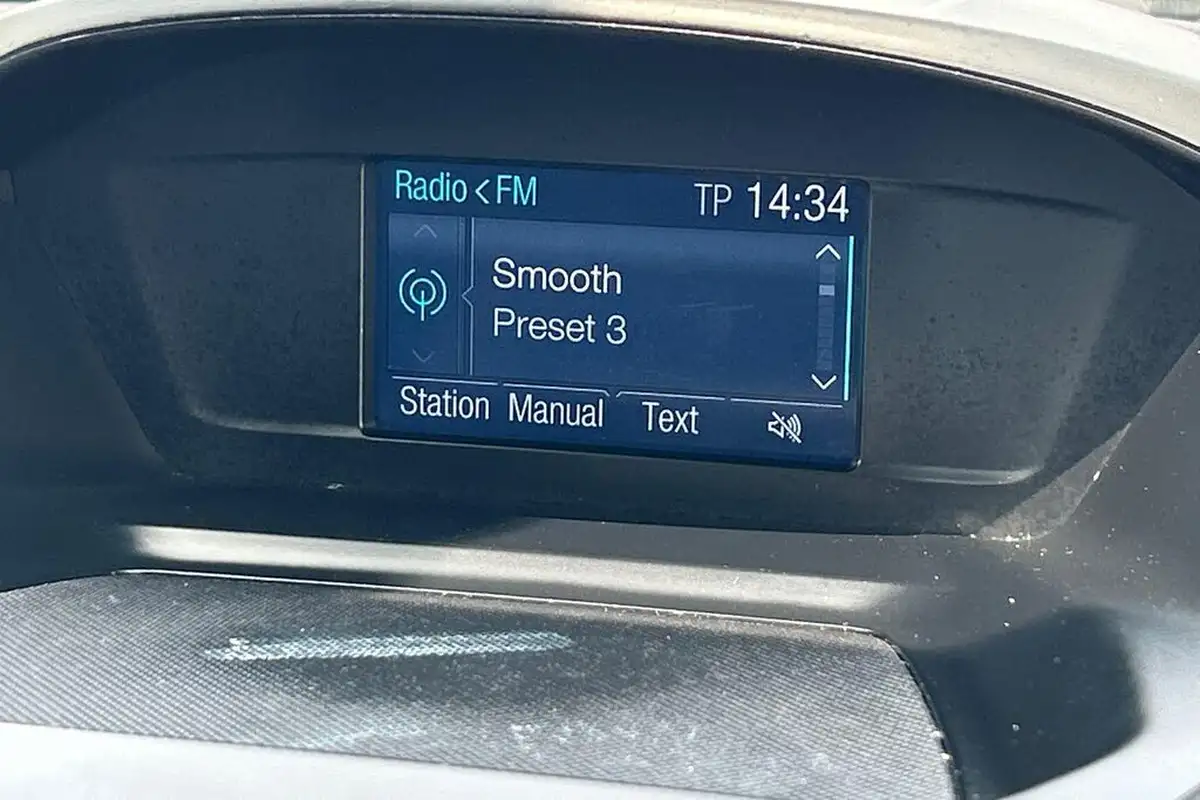 Radio < FM TP 14:34
Smooth
Preset 3
Station Manual Text